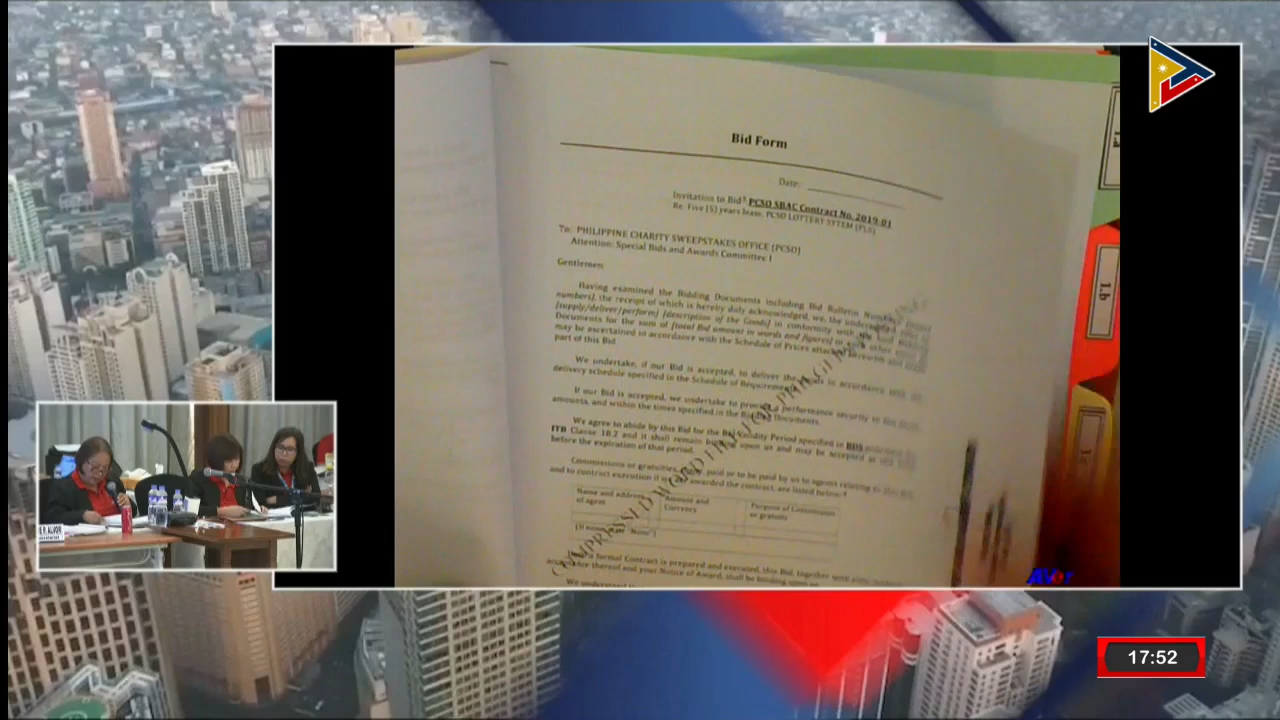 Bid Form
Date:
Invitation to Bid: PCSO SBAC Contract No. 2019-01
Re. Five (5) years lease: PCSO LOTTERY SYTEM (PLS)
To: PHILIPPINE CHARITY SWEEPSTAKES OFFICE (PCSO)
Attention: Special Bids and Awards Committee I
Gentlemen:
Having examined the Bidding Documents including Bid Bulletin Numbers
numbers], the receipt of which is hereby duly acknowledged, we, the undersigned,
[supply/deliver/perform] [description of the Goods] in conformity with the said Bidding
Documents for the sum of [total Bid amount in words and figures] or such other
may be ascertained in accordance with the Schedule of Prices attached herewith and made
part of this Bid.
We undertake, if our Bid is accepted, to deliver the goods in accordance with the
delivery schedule specified in the Schedule of Requirements.
If our Bid is accepted, we undertake to provide a performance security in the
amounts, and within the times specified in the Bidding Documents.
We agree to abide by this Bid for the Bid Validity Period specified in BDS
ITB Clause 18.2 and it shall remain binding upon us and may be accepted at any
before the expiration of that period.
Commissions or gratuities, paid or to be paid by us to agents relating to this Bid,
and to contract execution if awarded the contract, are listed below:
Name and address
of agent
Amount and
Currency
Purpose of Commission
or gratuity
a formal Contract is prepared and executed, this Bid, together with your
thereof and your Notice of Award, shall be binding upon us.
We understand
COMPRESSED WORD FILE FOR PHILGEPS
1.b
AVer
E R. ALVOR
17:52